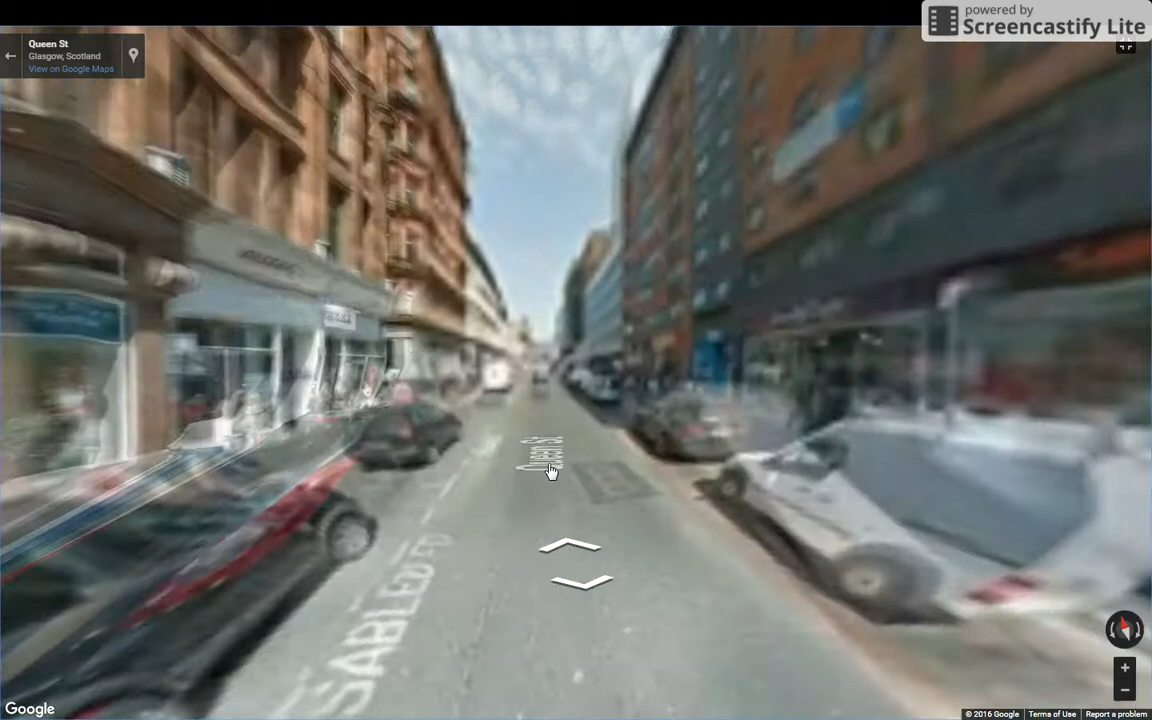 powered by
Screencastify Lite
Queen St
Glasgow, Scotland
View on Google Maps
Queen St
SABLED
Google
© 2016 Google
Terms of Use
Report a problem